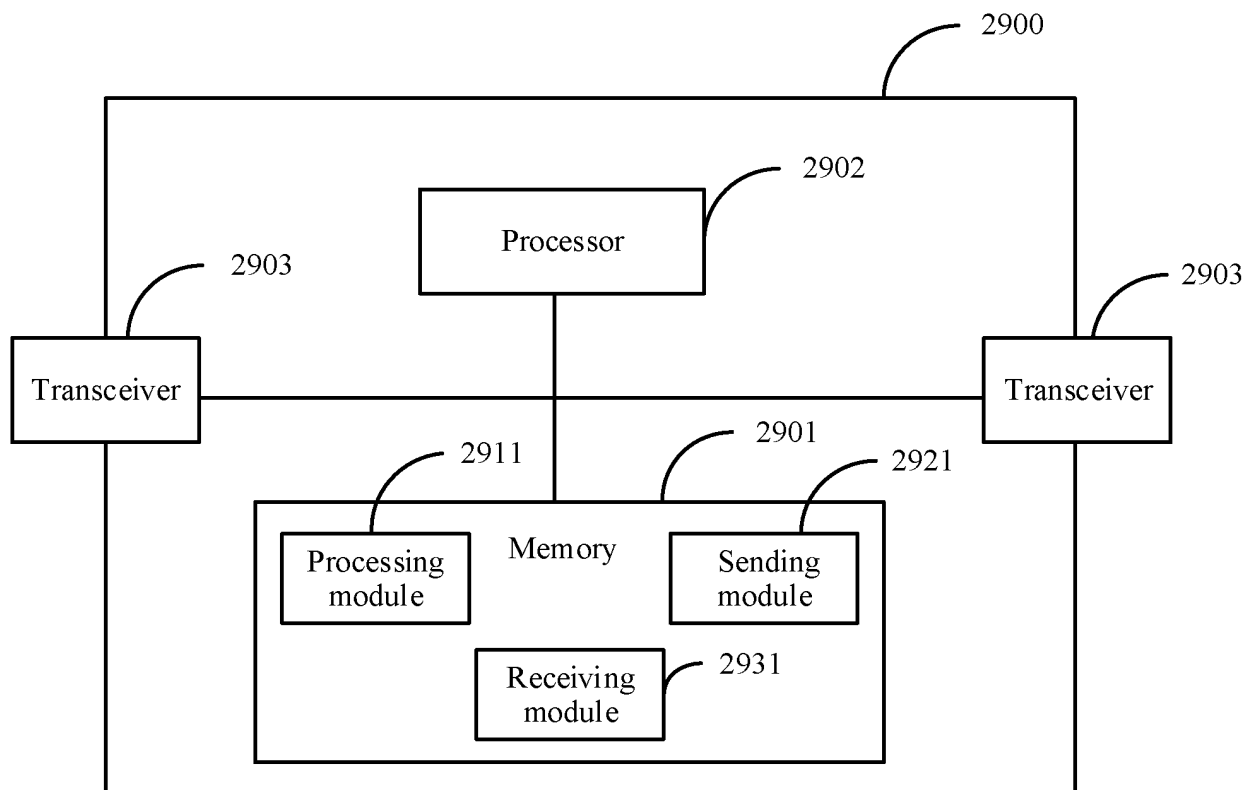 2900
2902
Processor
2903
2903
Transceiver
Transceiver
2911
2901
2921
Processing
module
Memory
Sending
module
Receiving
module
2931